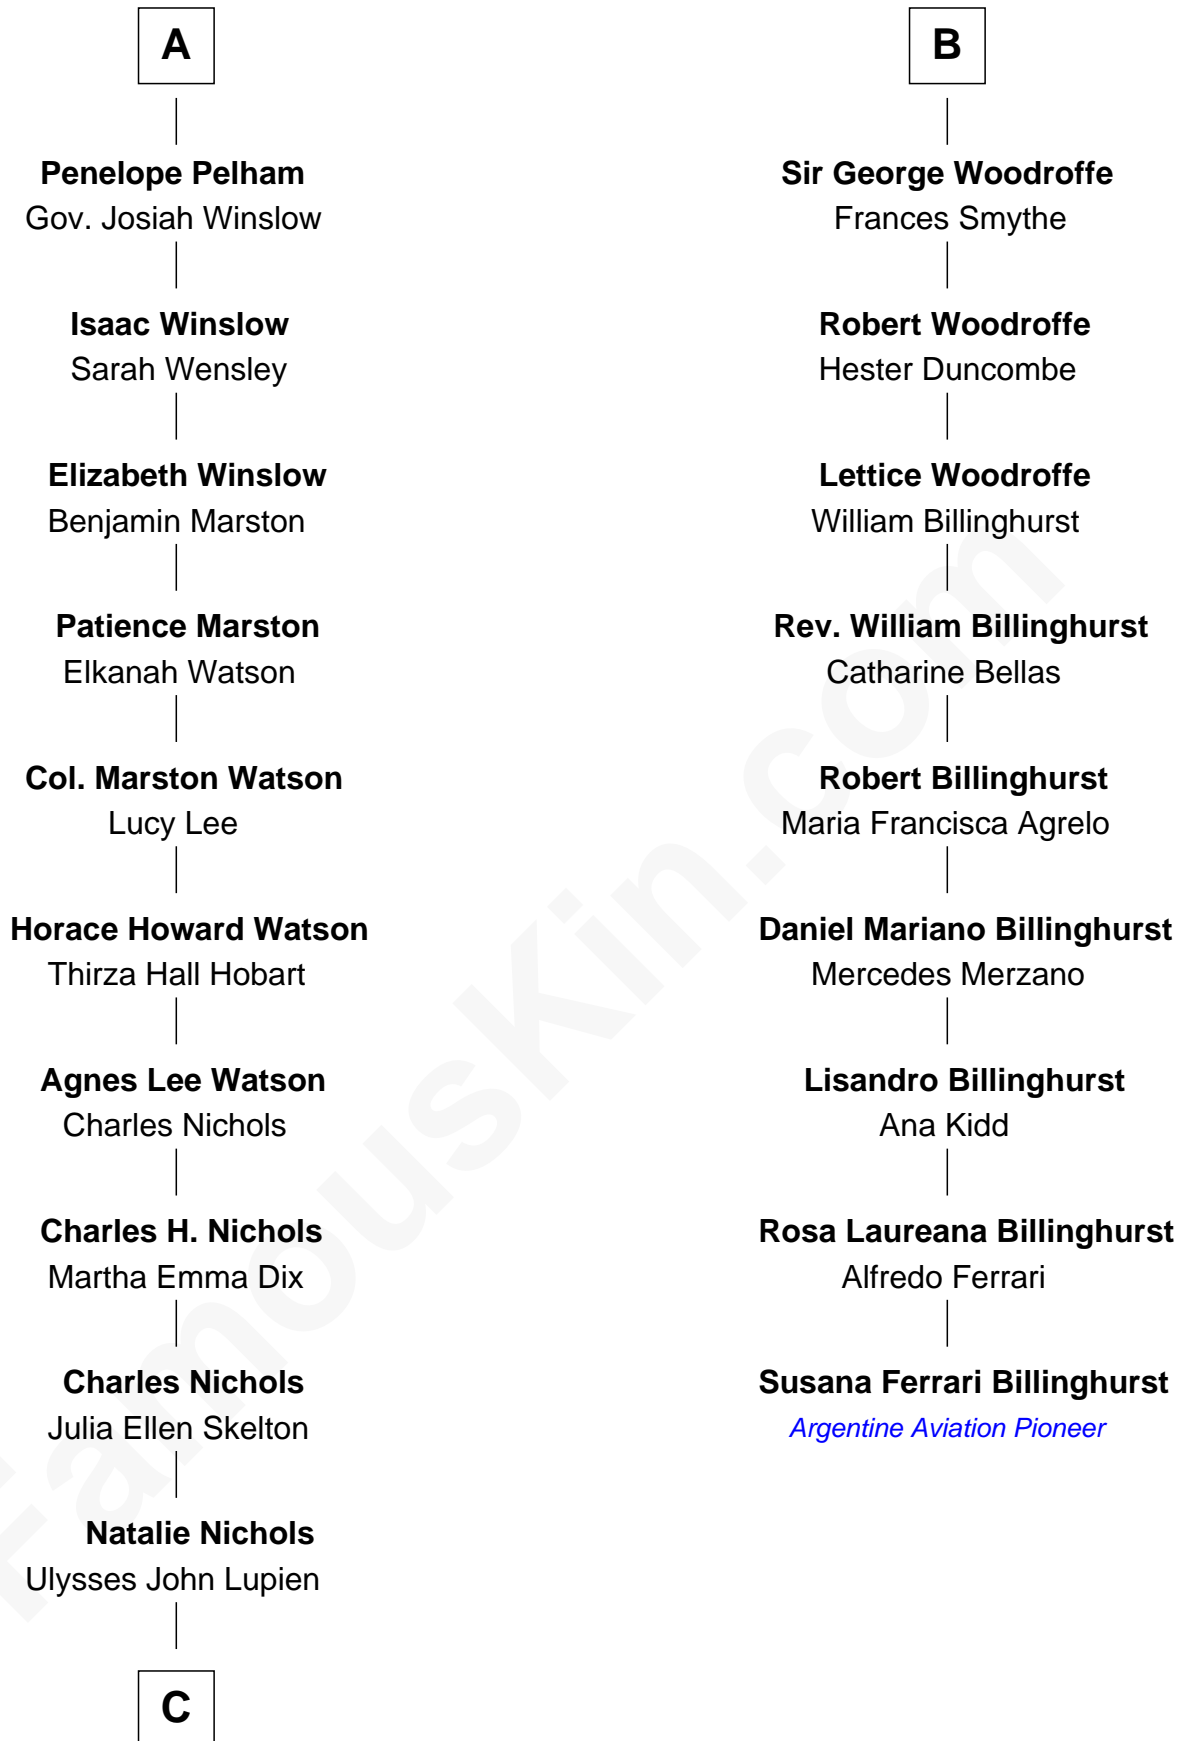 A
Penelope Pelham
Gov. Josiah Winslow
Isaac Winslow
Sarah Wensley
Elizabeth Winslow
Benjamin Marston
Patience Marston
Elkanah Watson
Col. Marston Watson
Lucy Lee
Horace Howard Watson
Thirza Hall Hobart
Agnes Lee Watson
Charles Nichols
Charles H. Nichols
Martha Emma Dix
Charles Nichols
Julia Ellen Skelton
Natalie Nichols
Ulysses John Lupien
C
B
Sir George Woodroffe
Frances Smythe
Robert Woodroffe
Hester Duncombe
Lettice Woodroffe
William Billinghurst
Rev. William Billinghurst
Catharine Bellas
Robert Billinghurst
Maria Francisca Agrelo
Daniel Mariano Billinghurst
Mercedes Merzano
Lisandro Billinghurst
Ana Kidd
Rosa Laureana Billinghurst
Alfredo Ferrari
Susana Ferrari Billinghurst
Argentine Aviation Pioneer
FamousKin.com